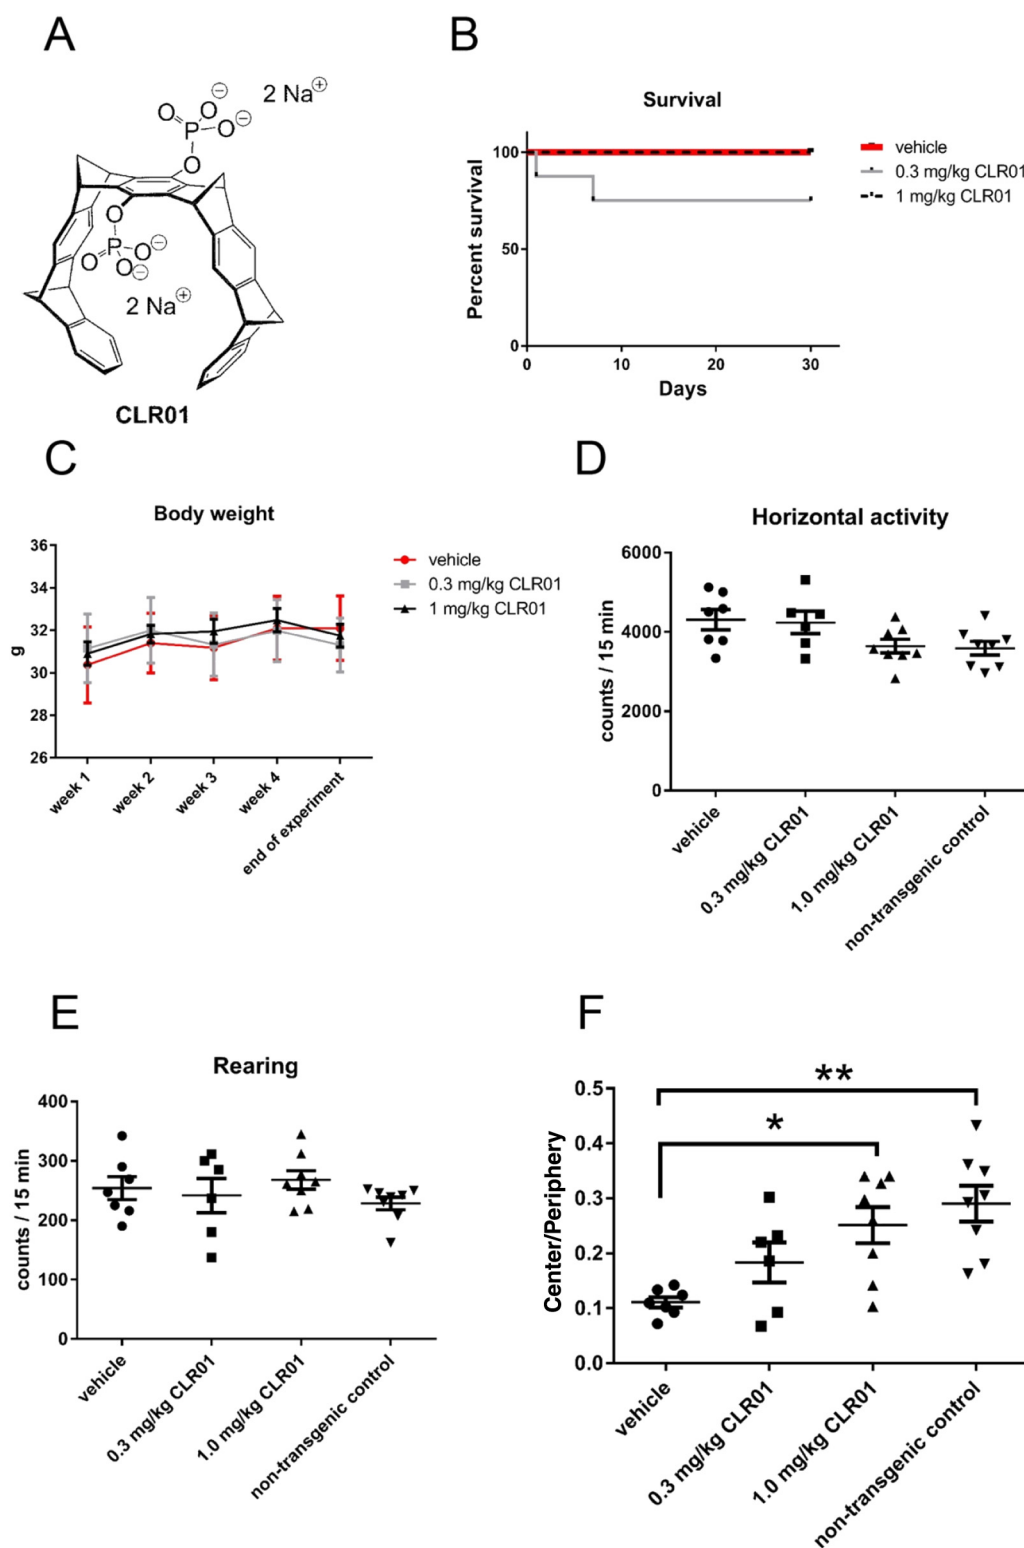 A
2 Na⊕
O
O⊖
P
O⊖
O
O
P
O⊖
O
O⊖
2 Na⊕
CLR01
B
Survival
Percent survival
100
50
0
0 10 20 30
Days
vehicle
0.3 mg/kg CLR01
1 mg/kg CLR01
C
Body weight
g
36
34
32
30
28
26
week 1
week 2
week 3
week 4
end of experiment
vehicle
0.3 mg/kg CLR01
1 mg/kg CLR01
D
Horizontal activity
counts / 15 min
6000
4000
2000
0
vehicle
0.3 mg/kg CLR01
1.0 mg/kg CLR01
non-transgenic control
E
Rearing
counts / 15 min
400
300
200
100
0
vehicle
0.3 mg/kg CLR01
1.0 mg/kg CLR01
non-transgenic control
F
Center/Periphery
0.5
0.4
0.3
0.2
0.1
0.0
**
*
vehicle
0.3 mg/kg CLR01
1.0 mg/kg CLR01
non-transgenic control